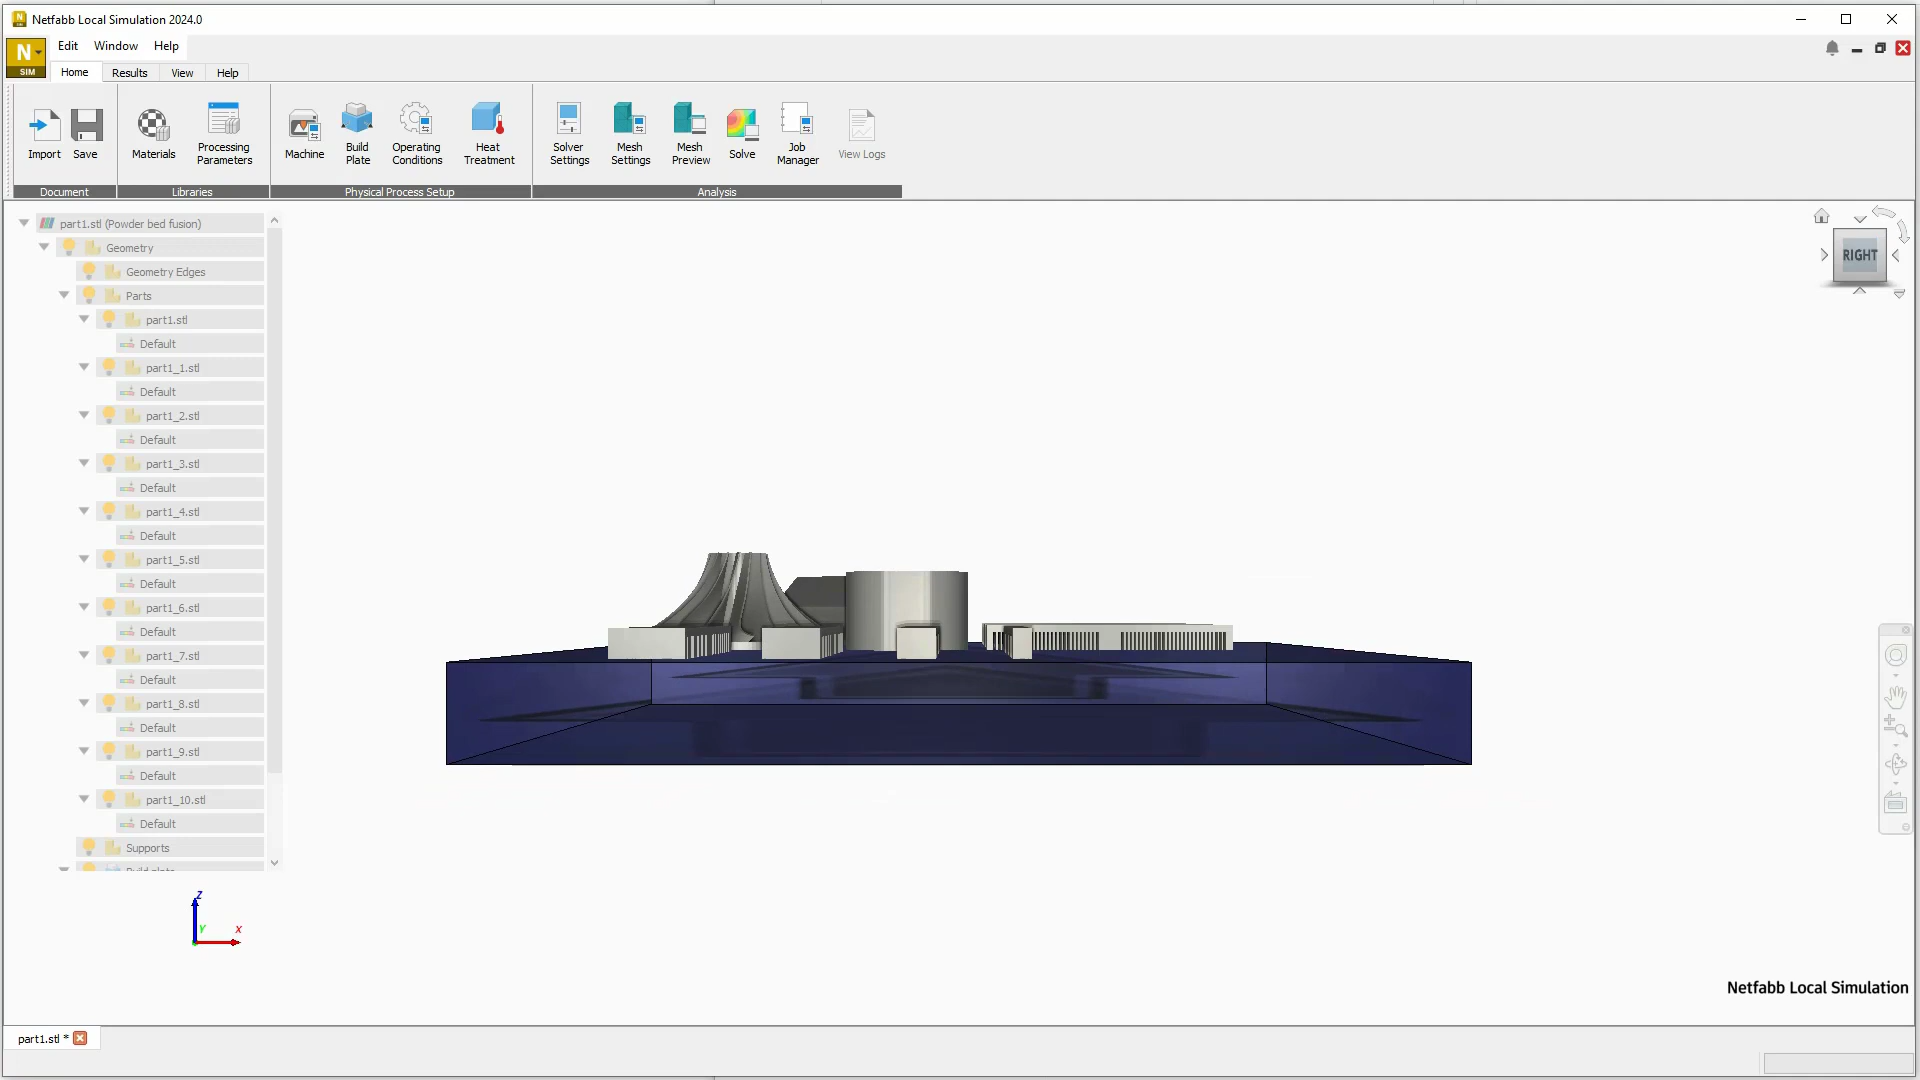 Netfabb Local Simulation 2024.0
N
SIM
Edit
Window
Help
Home
Results
View
Help
Import
Save
Materials
Processing
Parameters
Machine
Build
Plate
Operating
Conditions
Heat
Treatment
Solver
Settings
Mesh
Settings
Mesh
Preview
Solve
Job
Manager
View Logs
Document
Libraries
Physical Process Setup
Analysis
part1.stl (Powder bed fusion)
Geometry
Geometry Edges
Parts
part1.stl
Default
part1_1.stl
Default
part1_2.stl
Default
part1_3.stl
Default
part1_4.stl
Default
part1_5.stl
Default
part1_6.stl
Default
part1_7.stl
Default
part1_8.stl
Default
part1_9.stl
Default
part1_10.stl
Default
Supports
Build plate
RIGHT
Z
Y
X
Netfabb Local Simulation
part1.stl *